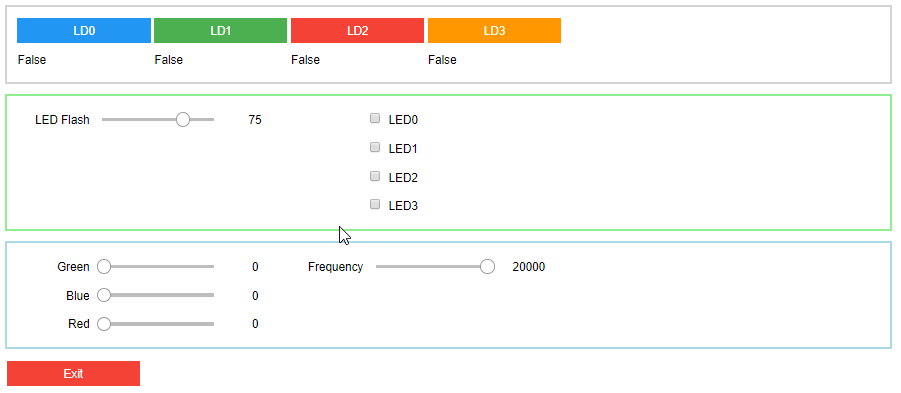 LD0 LD1 LD2 LD3
False False False False
LED Flash 75 LED0
LED1
LED2
LED3
Green 0 Frequency 20000
Blue 0
Red 0
Exit